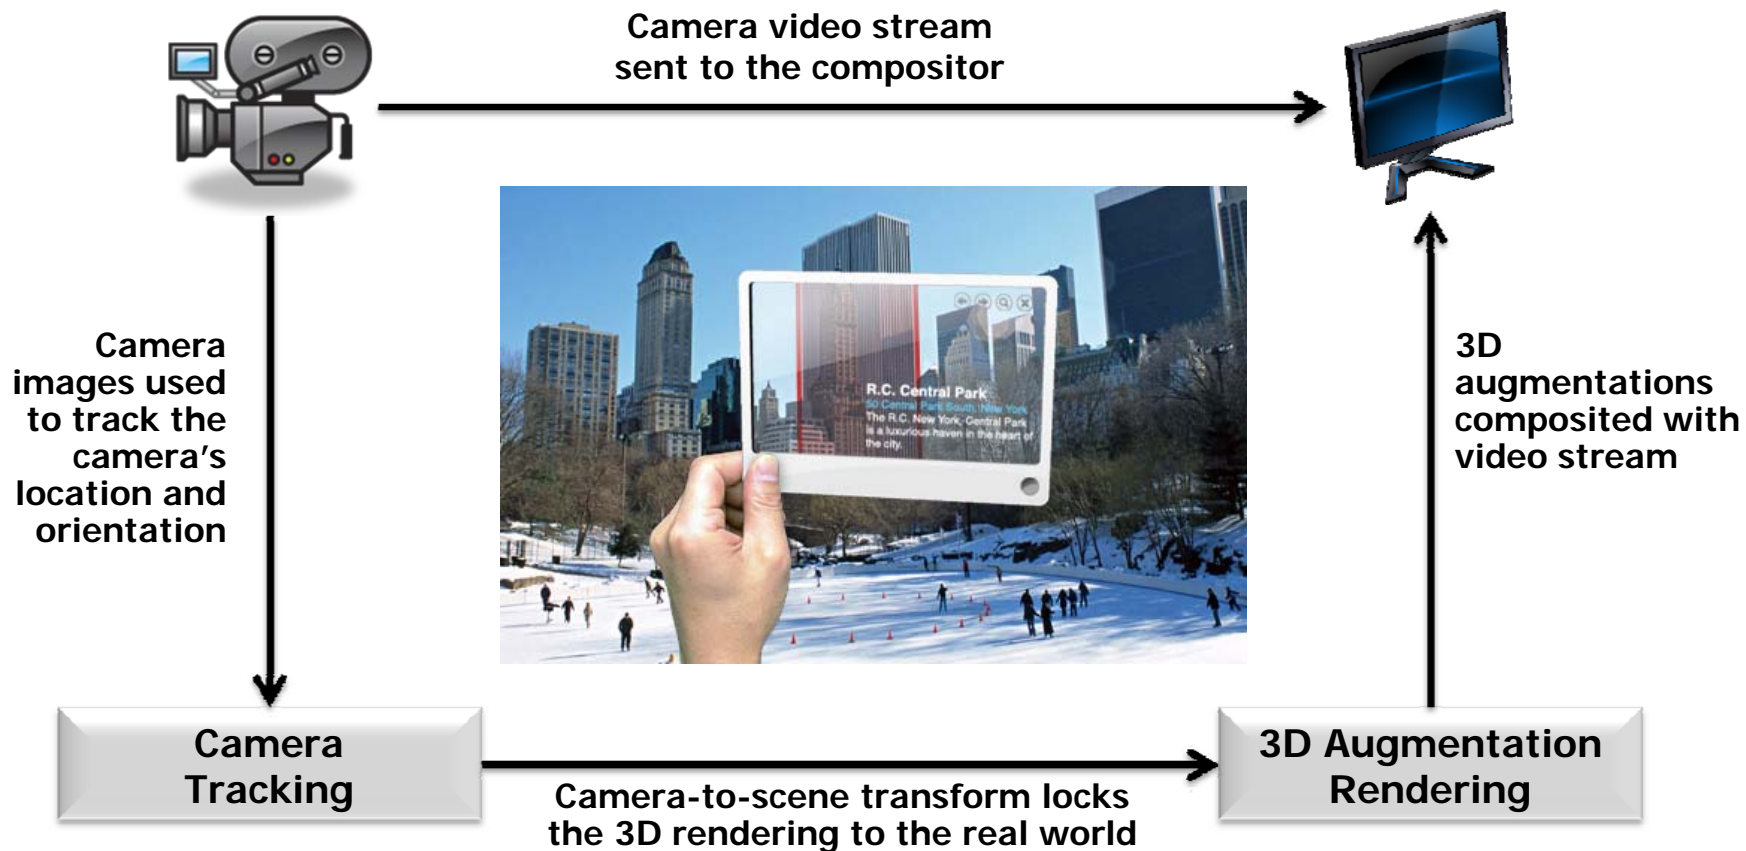 Camera video stream
sent to the compositor
Camera
images used
to track the
camera's
location and
orientation
R.C. Central Park
50 Central Park South, New York
The R.C. New York, Central Park
is a luxurious haven in the heart of
the city.
3D
augmentations
composited with
video stream
Camera
Tracking
Camera-to-scene transform locks
the 3D rendering to the real world
3D Augmentation
Rendering